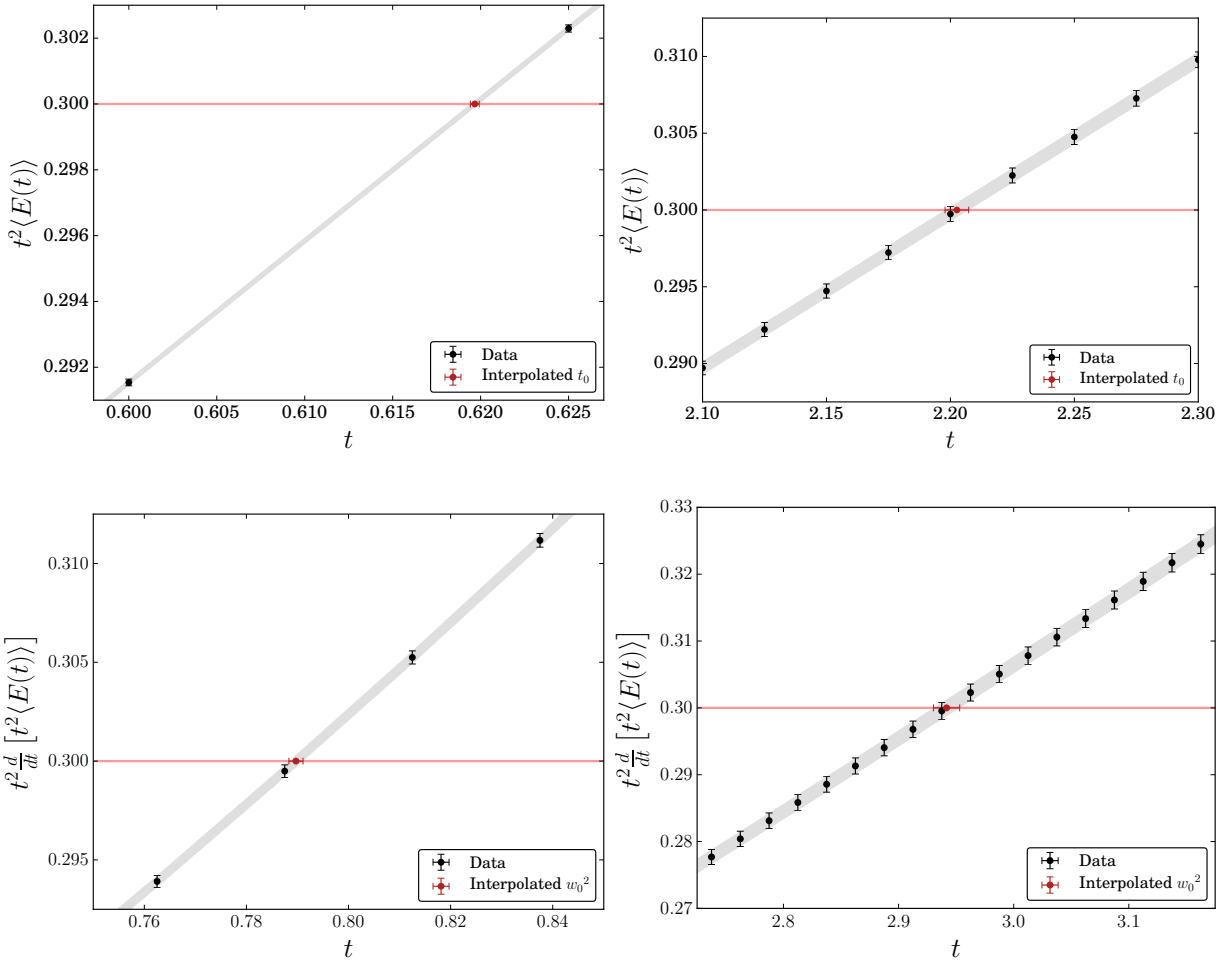 0.302
0.300
0.298
0.296
0.294
0.292
t²⟨E(t)⟩
0.600 0.605 0.610 0.615 0.620 0.625
t
Data
Interpolated t₀
0.310
0.305
0.300
0.295
0.290
t²⟨E(t)⟩
2.10 2.15 2.20 2.25 2.30
t
Data
Interpolated t₀
0.310
0.305
0.300
0.295
t² d/dt [t²⟨E(t)⟩]
0.76 0.78 0.80 0.82 0.84
t
Data
Interpolated w₀²
0.33
0.32
0.31
0.30
0.29
0.28
0.27
t² d/dt [t²⟨E(t)⟩]
2.8 2.9 3.0 3.1
t
Data
Interpolated w₀²